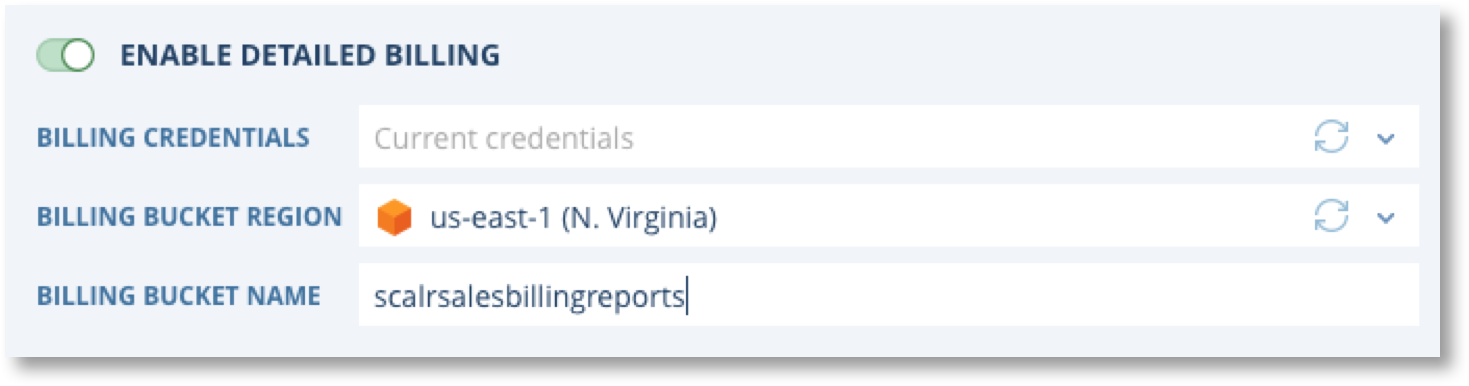 ENABLE DETAILED BILLING
BILLING CREDENTIALS Current credentials
BILLING BUCKET REGION us-east-1 (N. Virginia)
BILLING BUCKET NAME scalrsalesbillingreports